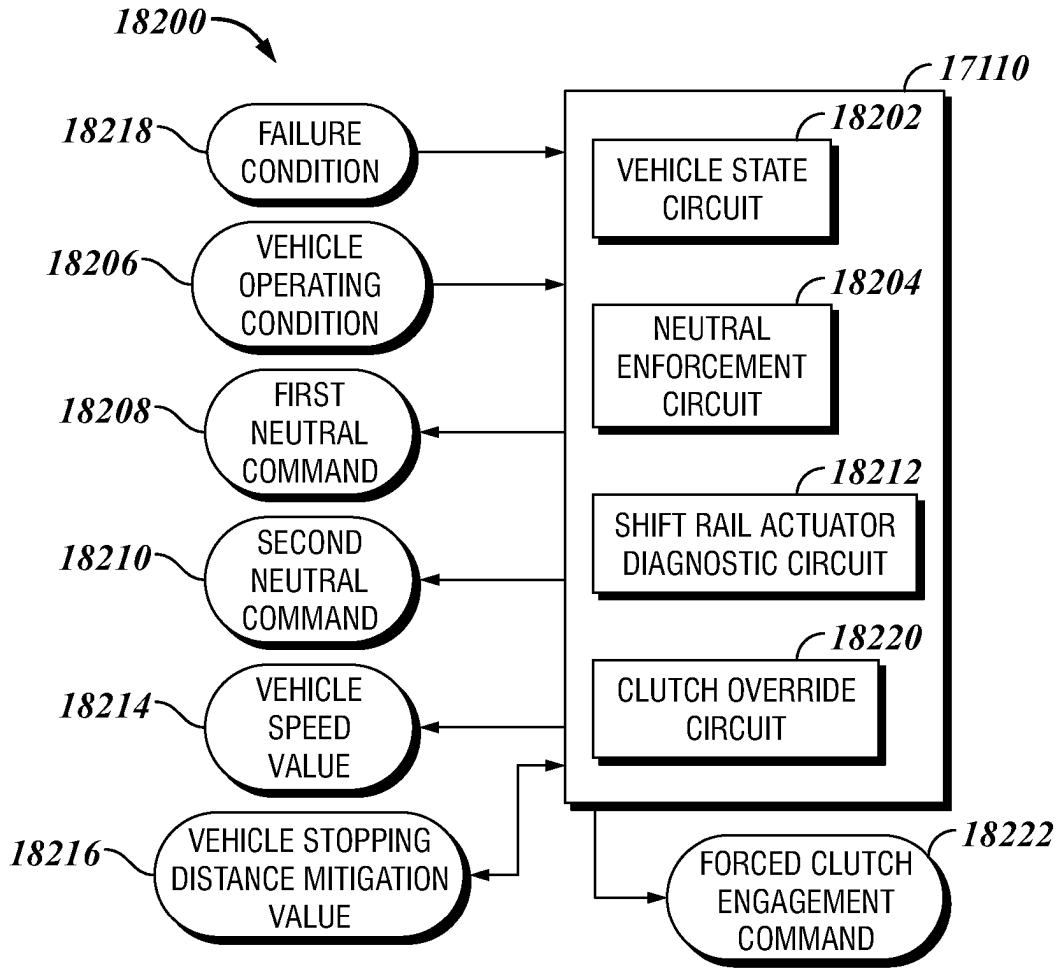 18200
17110
18218
FAILURE
CONDITION
18202
VEHICLE STATE
CIRCUIT
18206
VEHICLE
OPERATING
CONDITION
18204
NEUTRAL
ENFORCEMENT
CIRCUIT
18208
FIRST
NEUTRAL
COMMAND
18212
SHIFT RAIL ACTUATOR
DIAGNOSTIC CIRCUIT
18210
SECOND
NEUTRAL
COMMAND
18220
CLUTCH OVERRIDE
CIRCUIT
18214
VEHICLE
SPEED
VALUE
18216
VEHICLE STOPPING
DISTANCE MITIGATION
VALUE
18222
FORCED CLUTCH
ENGAGEMENT
COMMAND